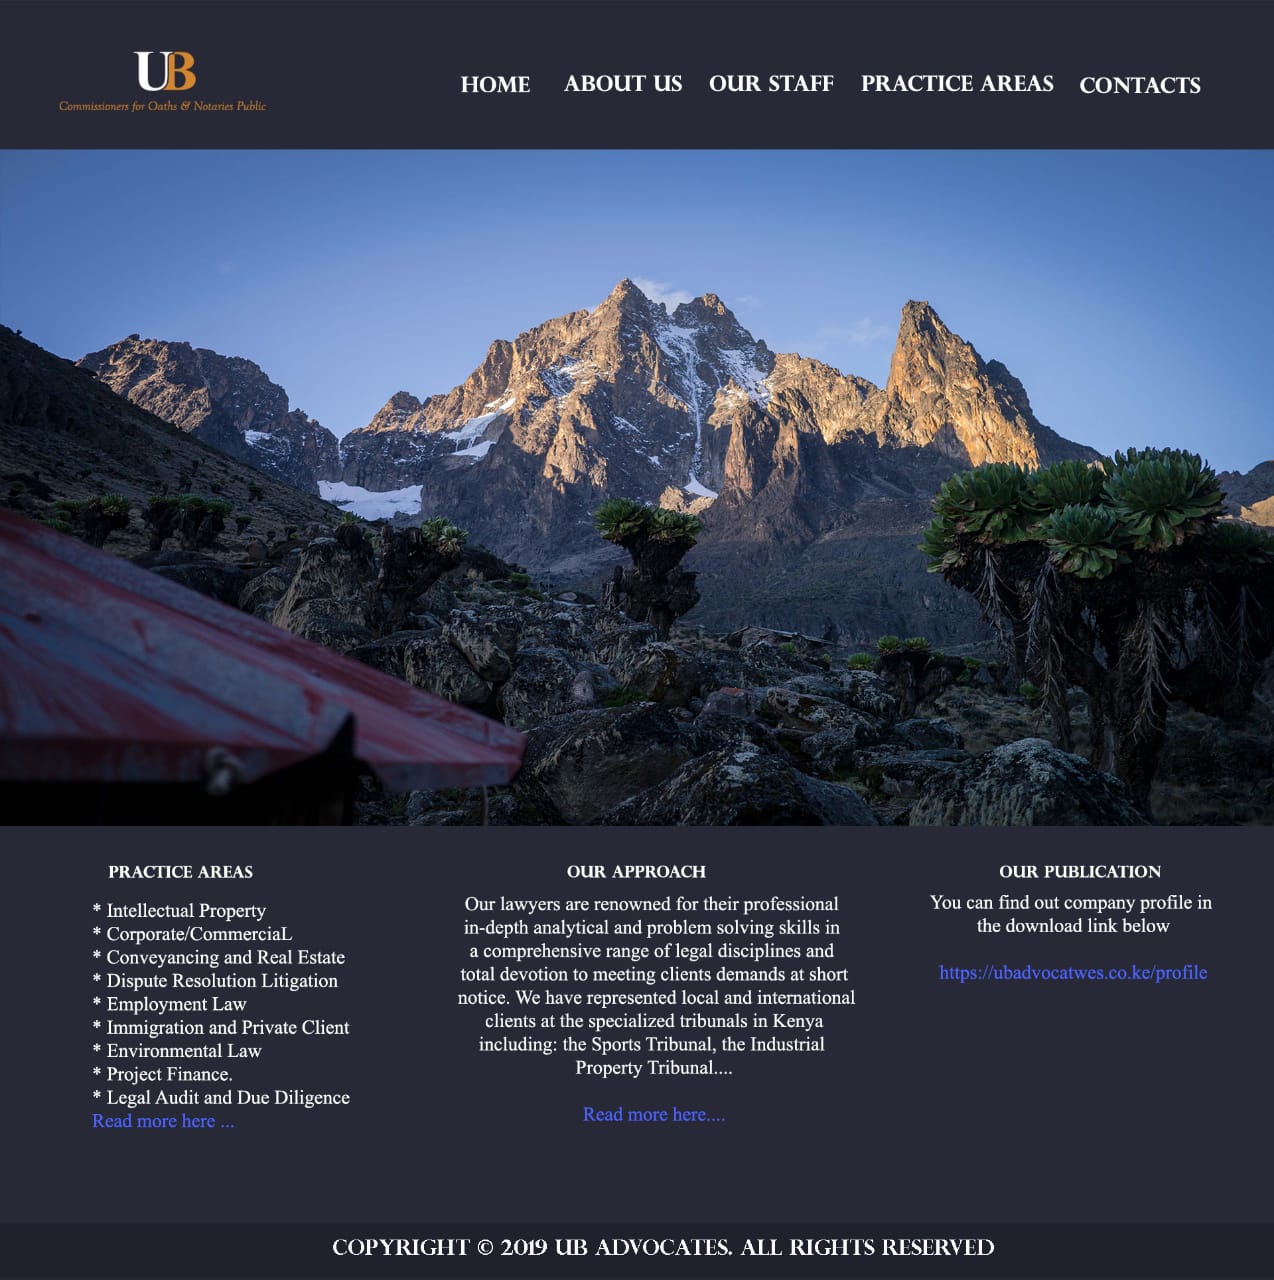 UB
Commissioners for Oaths & Notaries Public
HOME ABOUT US OUR STAFF PRACTICE AREAS CONTACTS
PRACTICE AREAS
* Intellectual Property
* Corporate/CommerciaL
* Conveyancing and Real Estate
* Dispute Resolution Litigation
* Employment Law
* Immigration and Private Client
* Environmental Law
* Project Finance.
* Legal Audit and Due Diligence
Read more here ...
OUR APPROACH
Our lawyers are renowned for their professional
in-depth analytical and problem solving skills in
a comprehensive range of legal disciplines and
total devotion to meeting clients demands at short
notice. We have represented local and international
clients at the specialized tribunals in Kenya
including: the Sports Tribunal, the Industrial
Property Tribunal....
Read more here....
OUR PUBLICATION
You can find out company profile in
the download link below
https://ubadvocatwes.co.ke/profile
COPYRIGHT © 2019 UB ADVOCATES. ALL RIGHTS RESERVED